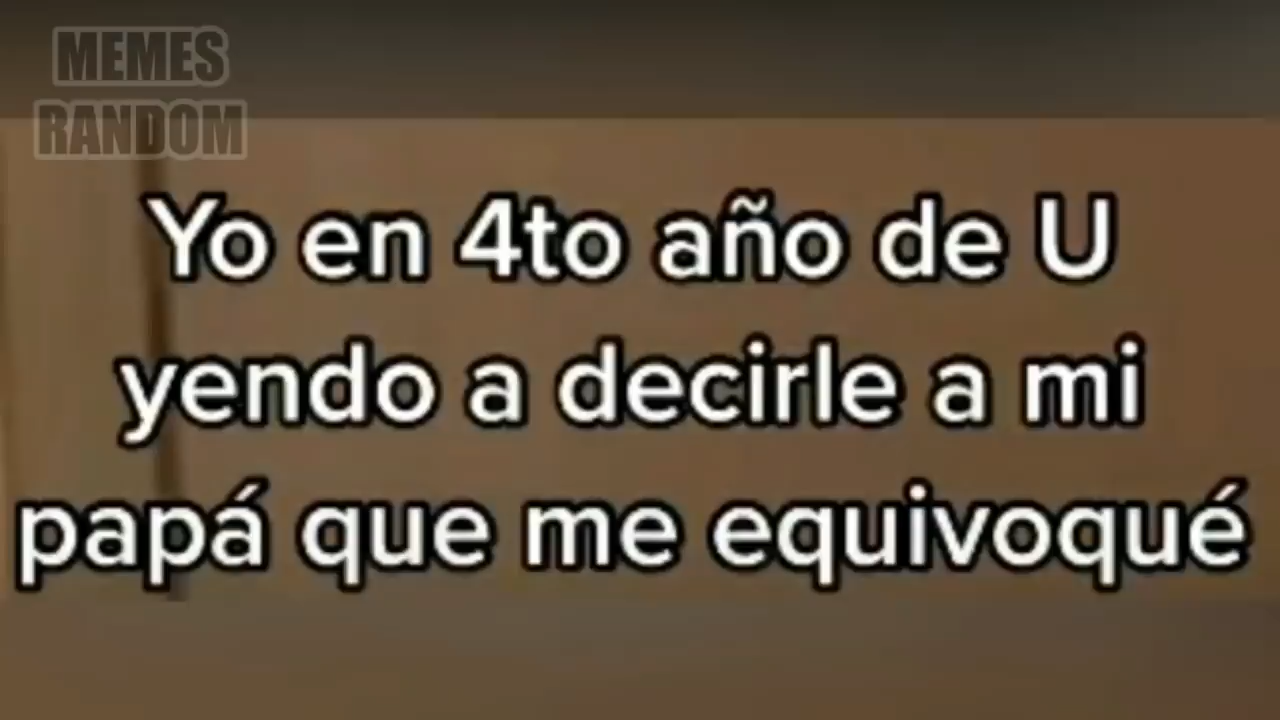 MEMES
RANDOM
Yo en 4to año de U
yendo a decirle a mi
papá que me equivoqué